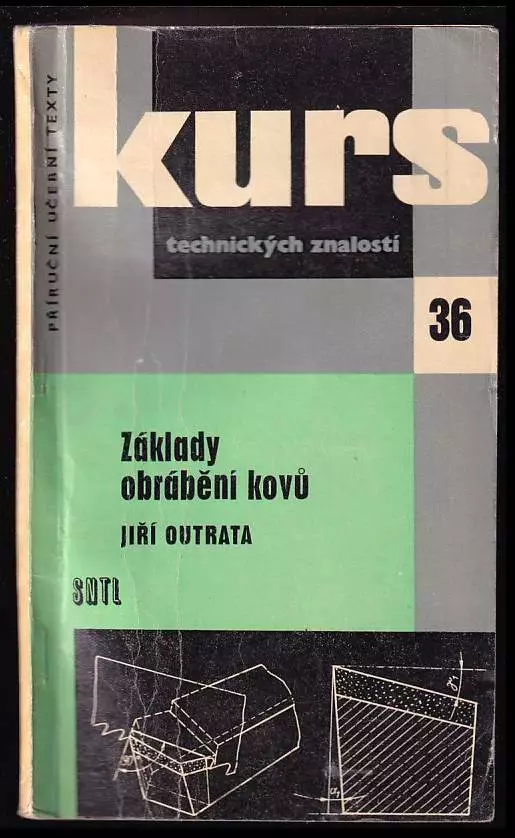 PŘÍRUČNÍ UČEBNÍ TEXTY
kurs
technických znalostí
36
Základy
obrábění kovů
JIŘÍ OUTRATA
SNTL